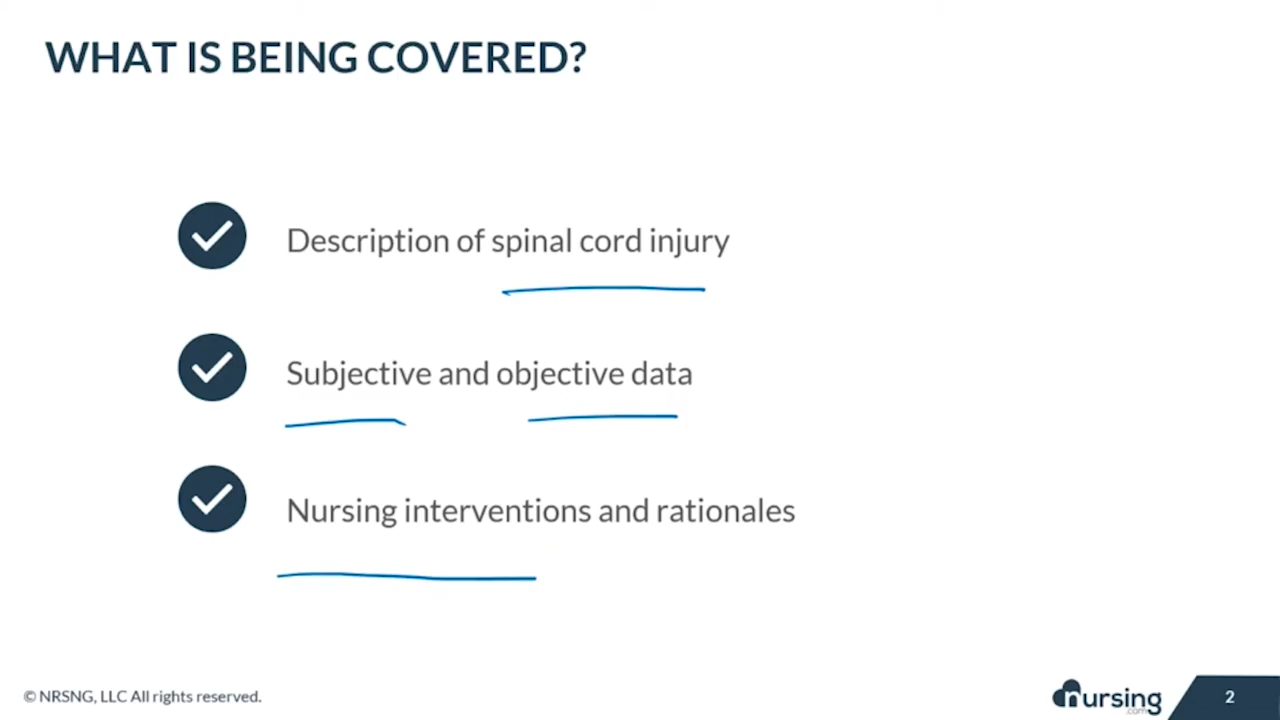 WHAT IS BEING COVERED?
Description of spinal cord injury
Subjective and objective data
Nursing interventions and rationales
© NRSNG, LLC All rights reserved.
nursing
.com
2